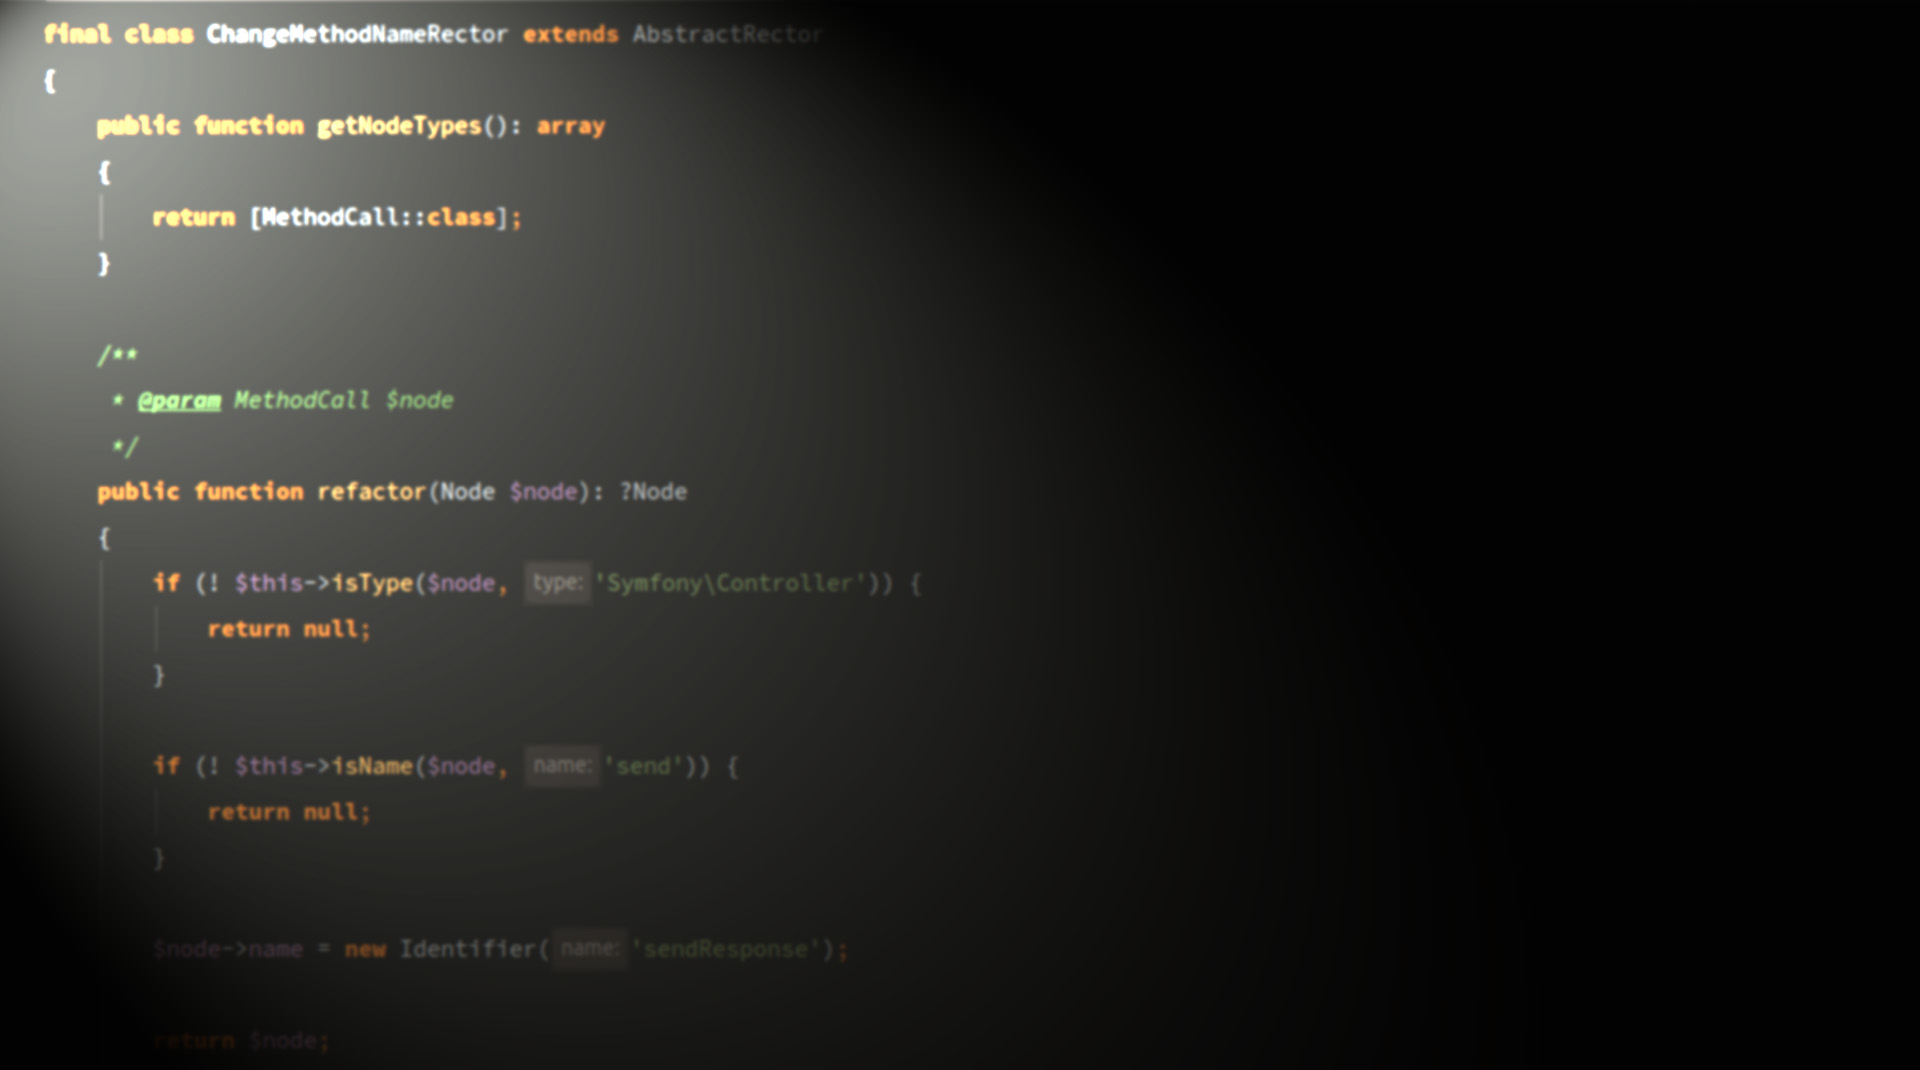 final class ChangeMethodNameRector extends AbstractRector
{
    public function getNodeTypes(): array
    {
        return [MethodCall::class];
    }

    /**
     * @param MethodCall $node
     */
    public function refactor(Node $node): ?Node
    {
        if (! $this->isType($node, type: 'Symfony\Controller')) {
            return null;
        }

        if (! $this->isName($node, name: 'send')) {
            return null;
        }

        $node->name = new Identifier( name: 'sendResponse');

        return $node;